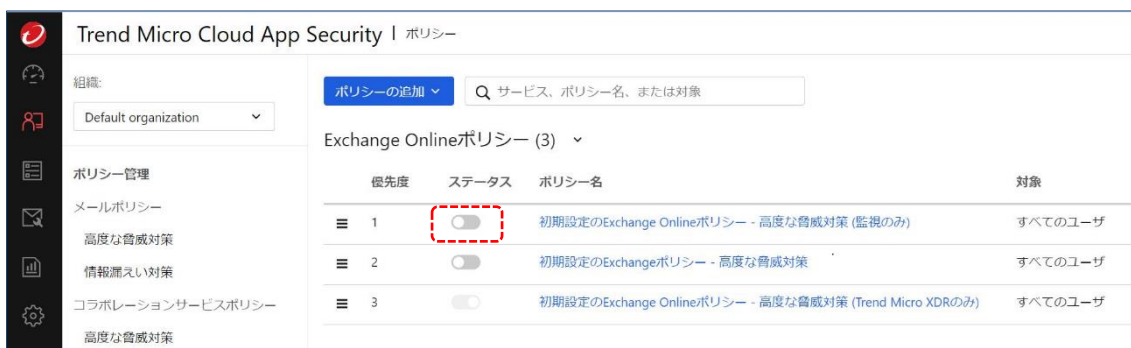 Trend Micro Cloud App Security | ポリシー
組織:
Default organization
ポリシー管理
メールポリシー
高度な脅威対策
情報漏えい対策
コラボレーションサービスポリシー
高度な脅威対策
ポリシーの追加
サービス、ポリシー名、または対象
Exchange Onlineポリシー (3)
優先度 ステータス ポリシー名 対象
1 初期設定のExchange Onlineポリシー - 高度な脅威対策 (監視のみ) すべてのユーザ
2 初期設定のExchangeポリシー - 高度な脅威対策 すべてのユーザ
3 初期設定のExchange Onlineポリシー - 高度な脅威対策 (Trend Micro XDRのみ) すべてのユーザ